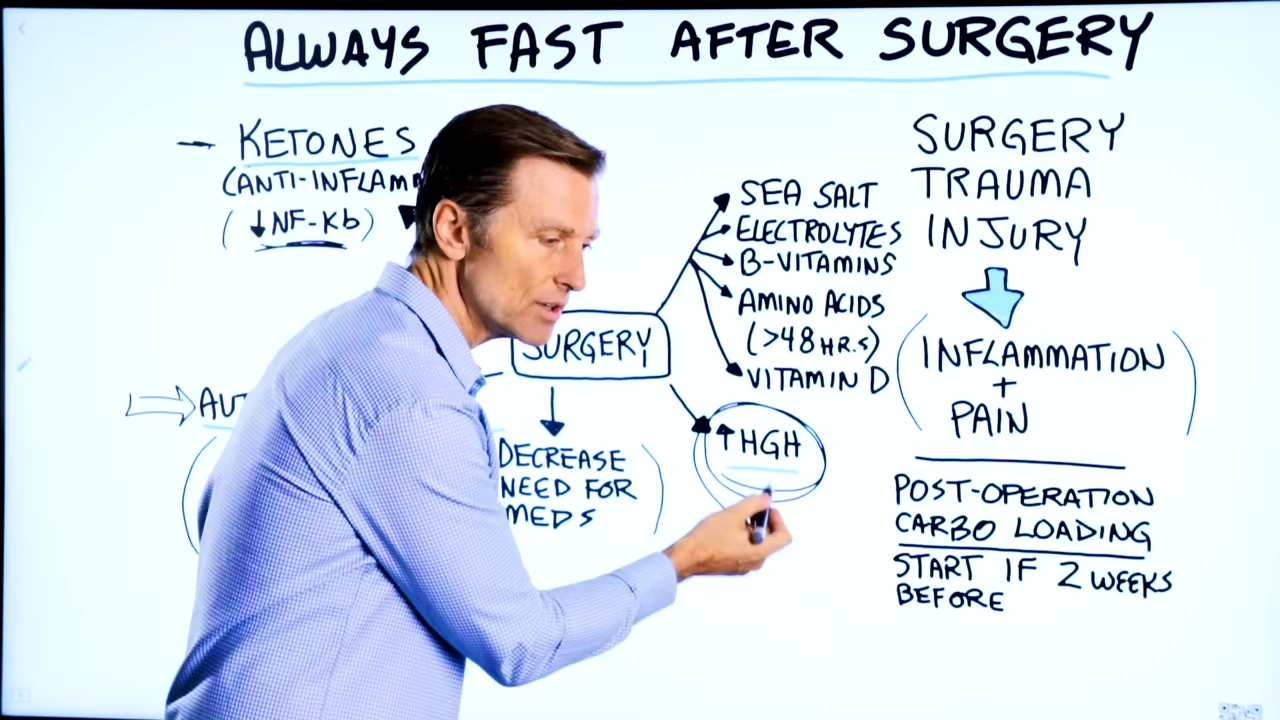 ALWAYS FAST AFTER SURGERY
- KETONES
(ANTI-INFLAM
(↓NF-Kb)
SURGERY
SEA SALT
ELECTROLYTES
B-VITAMINS
AMINO ACIDS
(>48 HR.S)
VITAMIN D
↑HGH
DECREASE
NEED FOR
MEDS
SURGERY
TRAUMA
INJURY
(INFLAMMATION
+
PAIN)
POST-OPERATION
CARBO LOADING
START IF 2 WEEKS
BEFORE